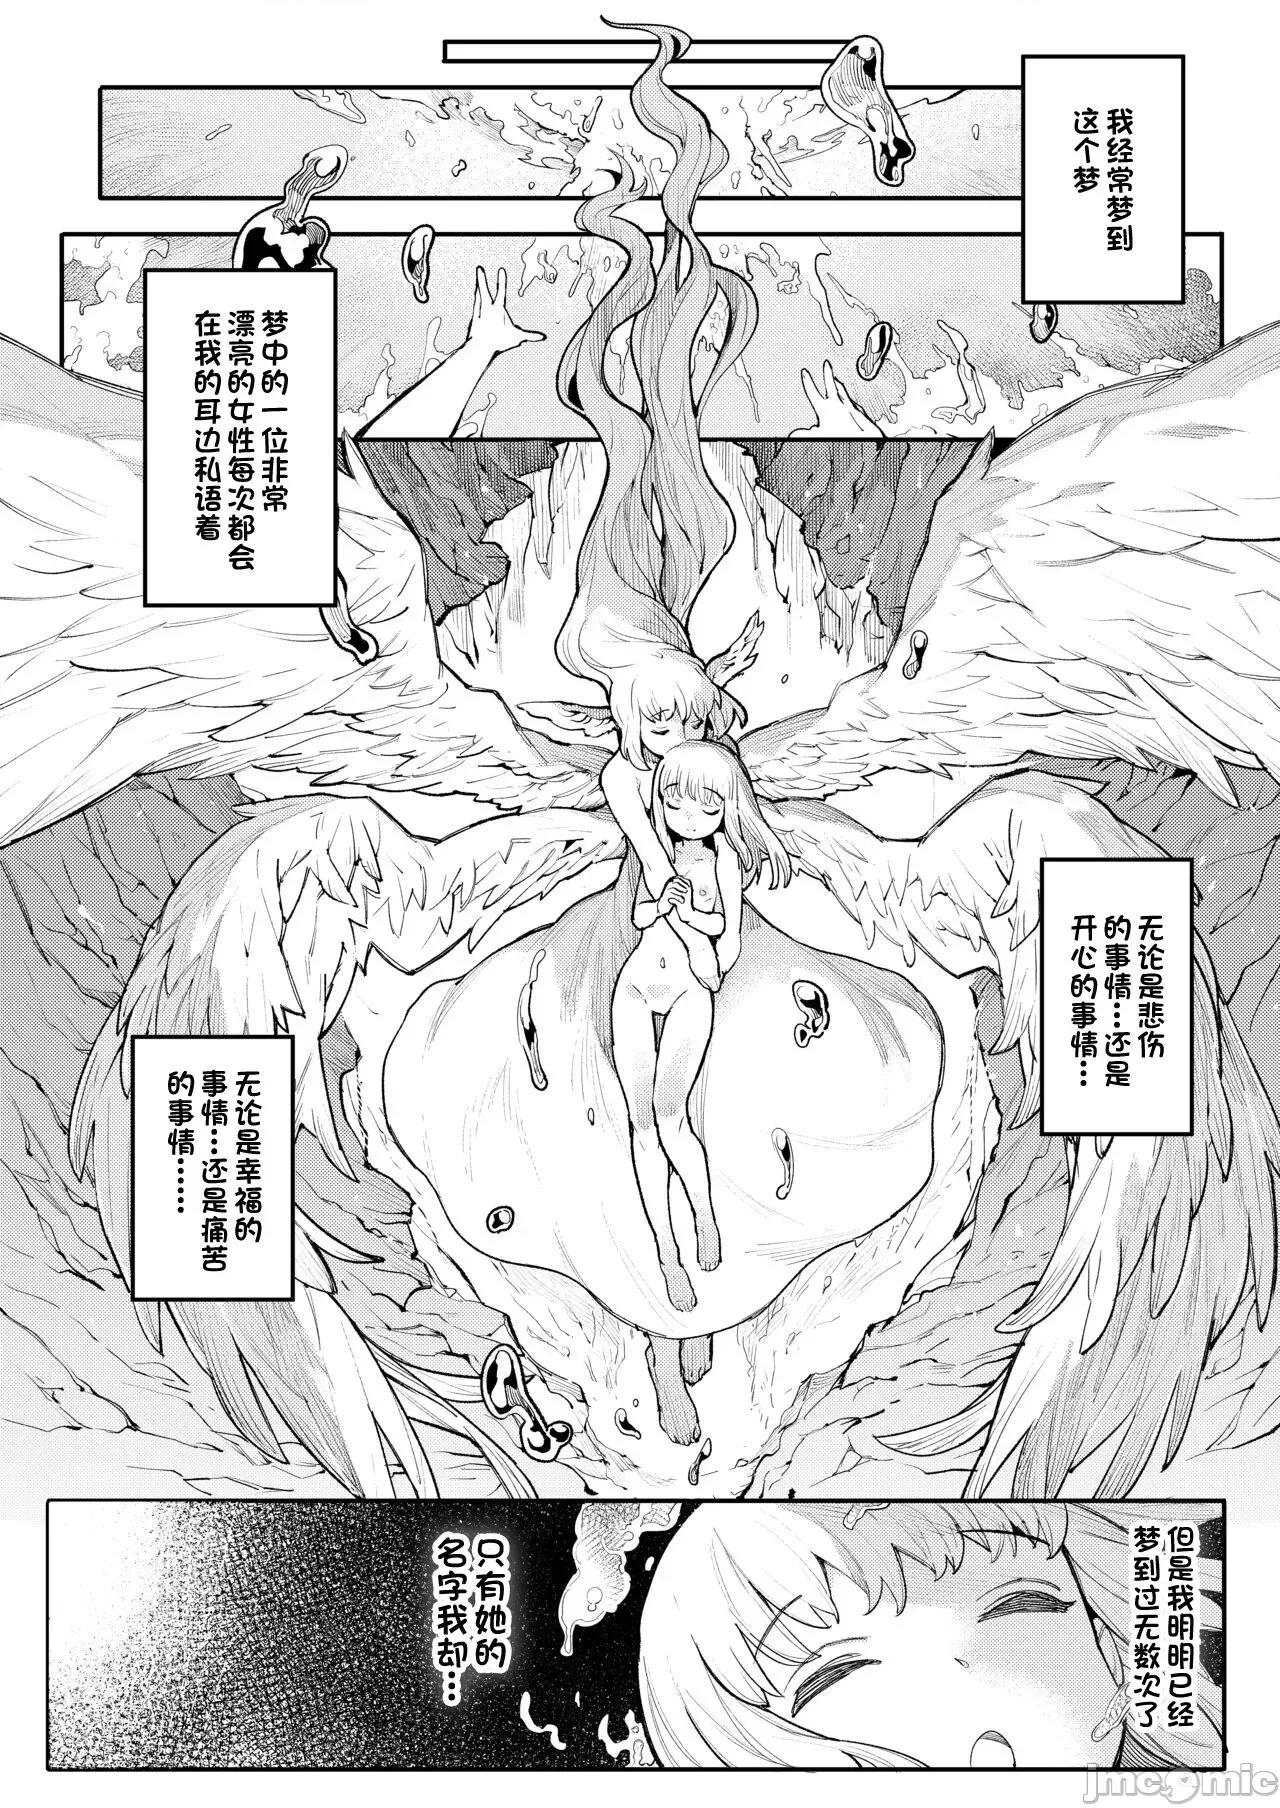 我经常梦到
这个梦
梦中的一位非常
漂亮的女性每次都会
在我的耳边私语着
无论是悲伤
的事情…还是
开心的事情…
无论是幸福的
事情…还是痛苦
的事情……
但是我明明已经
梦到过无数次了
只有她的
名字我却…
jmcomic